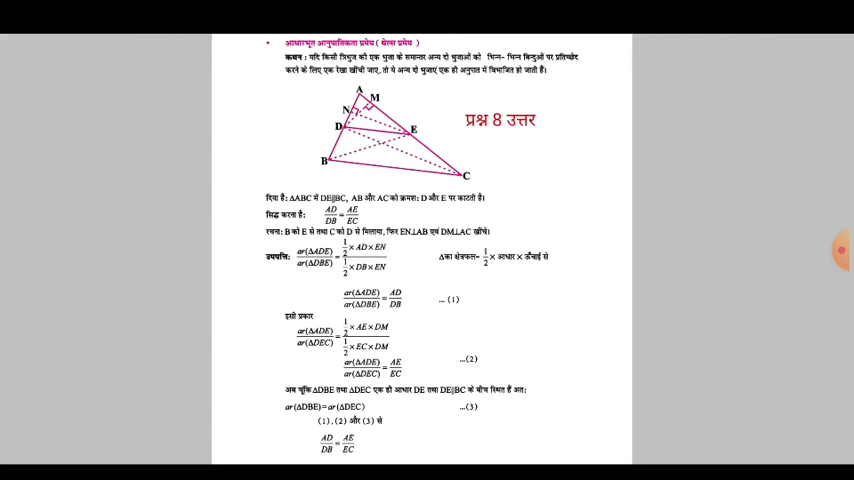 • आधारभूत आनुपातिकता प्रमेय ( थेल्स प्रमेय )
कथन : यदि किसी त्रिभुज की एक भुजा के समान्तर अन्य दो भुजाओं को भिन्न- भिन्न बिन्दुओं पर प्रतिच्छेद
करने के लिए एक रेखा खींची जाए, तो ये अन्य दो भुजाएं एक ही अनुपात में विभाजित हो जाती हैं।
A
M
N
D
E
B
C
प्रश्न 8 उत्तर
दिया है: ΔABC में DE||BC, AB और AC को क्रमश: D और E पर काटती है।
सिद्ध करना है: AD/DB = AE/EC
रचना: B को E से तथा C को D से मिलाया, फिर EN⊥AB एवं DM⊥AC खींचे।
उपपत्ति: ar(ΔADE)/ar(ΔDBE) = (1/2 × AD × EN)/(1/2 × DB × EN) Δका क्षेत्रफल- 1/2 × आधार × ऊँचाई से
ar(ΔADE)/ar(ΔDBE) = AD/DB ... (1)
इसी प्रकार
ar(ΔADE)/ar(ΔDEC) = (1/2 × AE × DM)/(1/2 × EC × DM)
ar(ΔADE)/ar(ΔDEC) = AE/EC ...(2)
अब चूंकि ΔDBE तथा ΔDEC एक ही आधार DE तथा DE||BC के बीच स्थित हैं अत:
ar(ΔDBE) = ar(ΔDEC) ...(3)
(1), (2) और (3) से
AD/DB = AE/EC